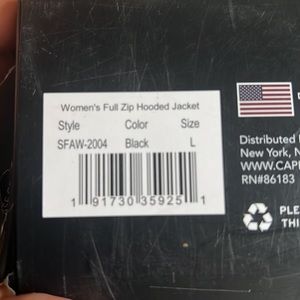 Women's Full Zip Hooded Jacket
Style Color Size
SFAW-2004 Black L
1 91730 35925 1
Distributed
New York, N
WWW.CAP
RN#86183
PLE
THI